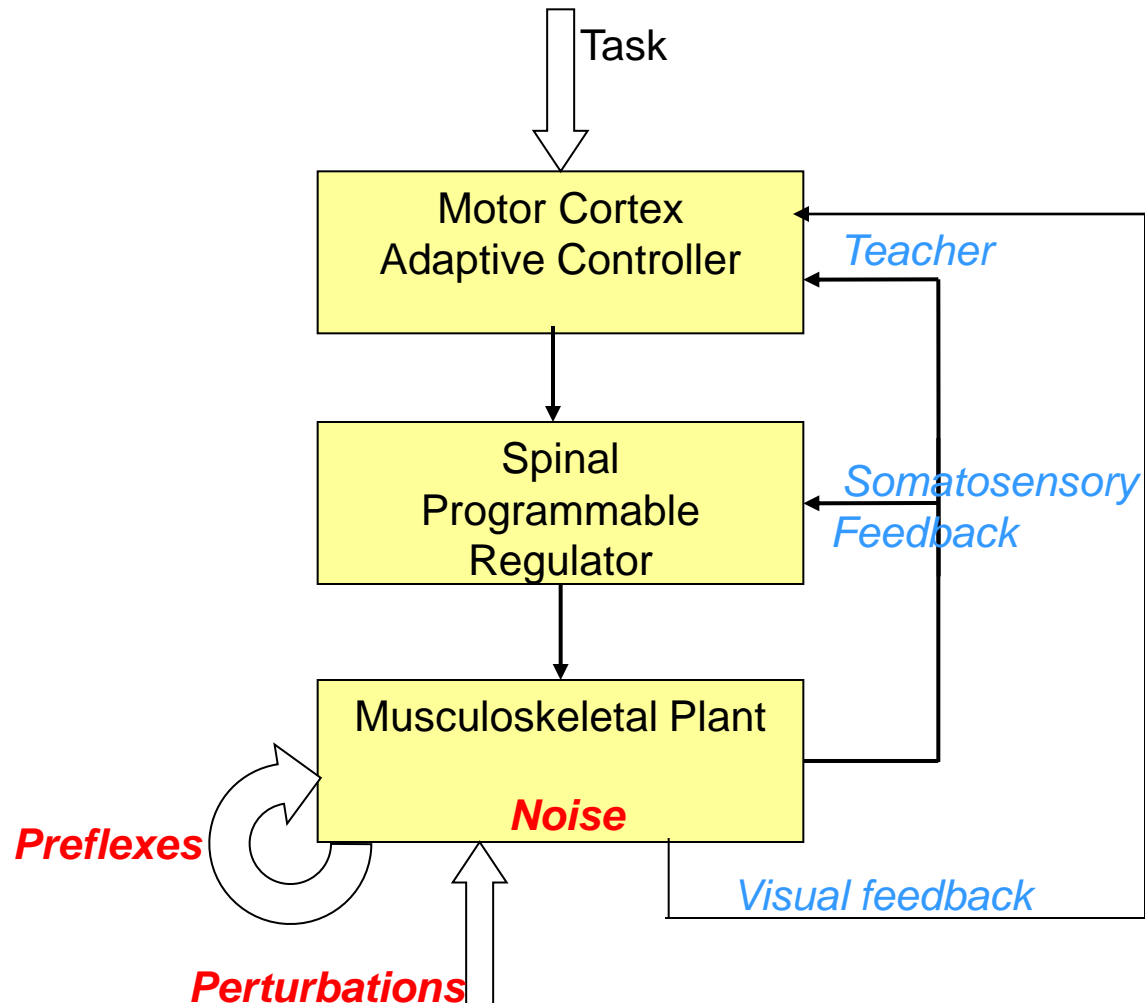 Task
Motor Cortex
Adaptive Controller
Teacher
Spinal
Programmable
Regulator
Somatosensory
Feedback
Musculoskeletal Plant
Noise
Preflexes
Visual feedback
Perturbations